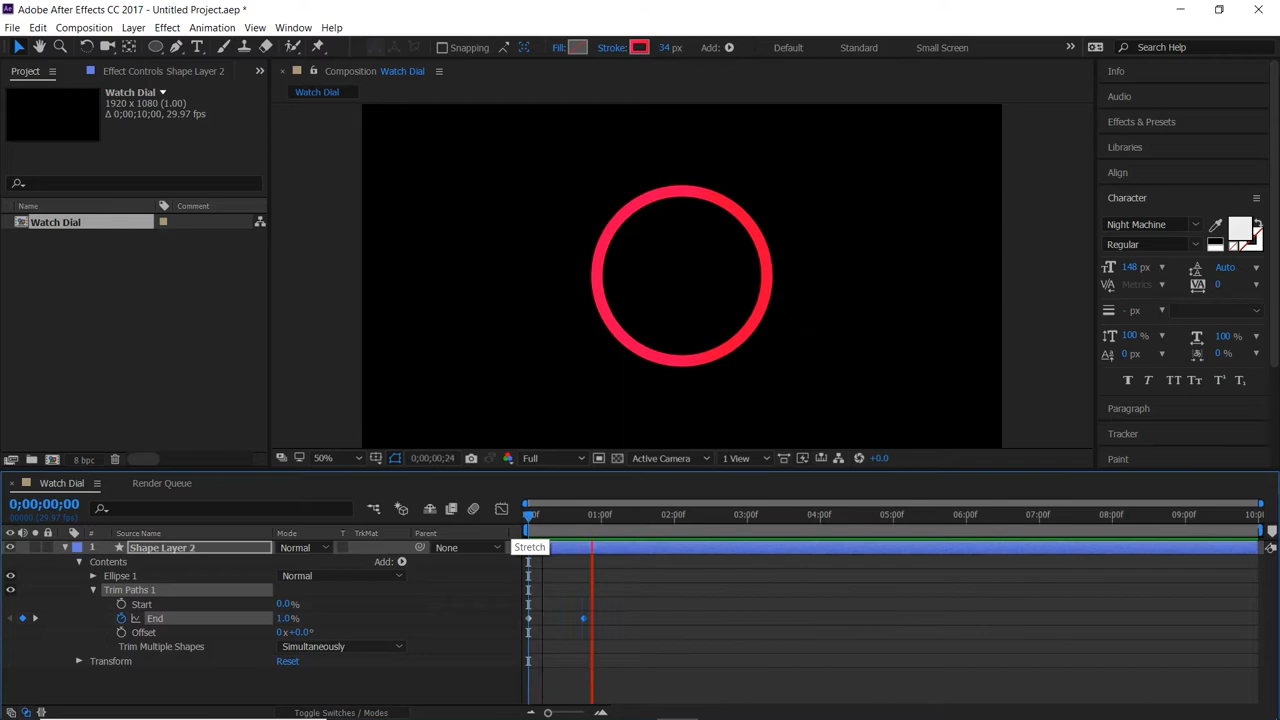 Adobe After Effects CC 2017 - Untitled Project.aep *
File Edit Composition Layer Effect Animation View Window Help
Snapping Fill: Stroke: 34 px Add: Default Standard Small Screen Search Help
Project Effect Controls Shape Layer 2 Composition Watch Dial Info
Watch Dial
1920 x 1080 (1.00)
Δ 0;00;10;00, 29.97 fps
Watch Dial
Audio
Effects & Presets
Libraries
Align
Character
Name Comment
Watch Dial
Night Machine
Regular
148 px Auto
Metrics 0
- px
100 % 100 %
0 px 0 %
T T TT Tr T¹ T₁
Paragraph
Tracker
Paint
8 bpc 50% 0;00;00;24 Full Active Camera 1 View +0.0
Watch Dial Render Queue
0;00;00;00
00000 (29.97 fps)
01:00f 02:00f 03:00f 04:00f 05:00f 06:00f 07:00f 08:00f 09:00f
# Source Name Mode T TrkMat Parent
1 Shape Layer 2 Normal None
Stretch
Contents Add:
Ellipse 1 Normal
Trim Paths 1
Start 0.0%
End 1.0%
Offset 0x+0.0°
Trim Multiple Shapes Simultaneously
Transform Reset
Toggle Switches / Modes